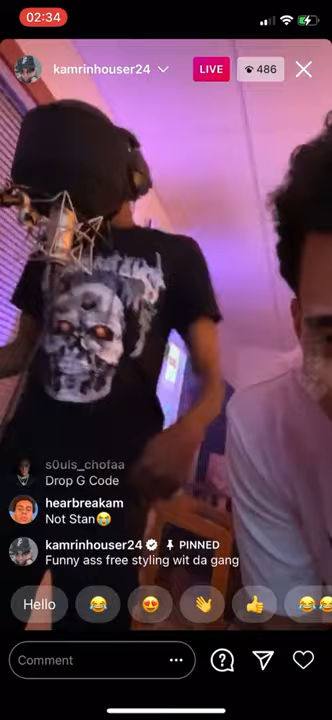 02:34
kamrinhouser24
LIVE
486
s0uls_chofaa
Drop G Code
hearbreakam
Not Stan😭
kamrinhouser24 PINNED
Funny ass free styling wit da gang
Hello 😂 😍 👋 👍 😂😂
Comment